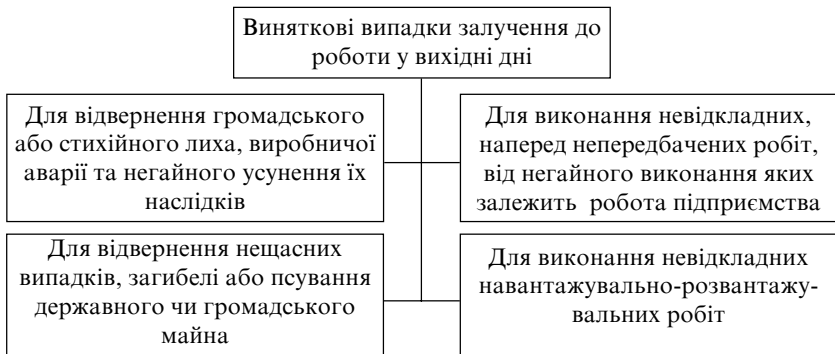 Виняткові випадки залучення до
роботи у вихідні дні
Для відвернення громадського
або стихійного лиха, виробничої
аварії та негайного усунення їх
наслідків
Для виконання невідкладних,
наперед непередбачених робіт,
від негайного виконання яких
залежить робота підприємства
Для відвернення нещасних
випадків, загибелі або псування
державного чи громадського
майна
Для виконання невідкладних
навантажувально-розвантажу-
вальних робіт